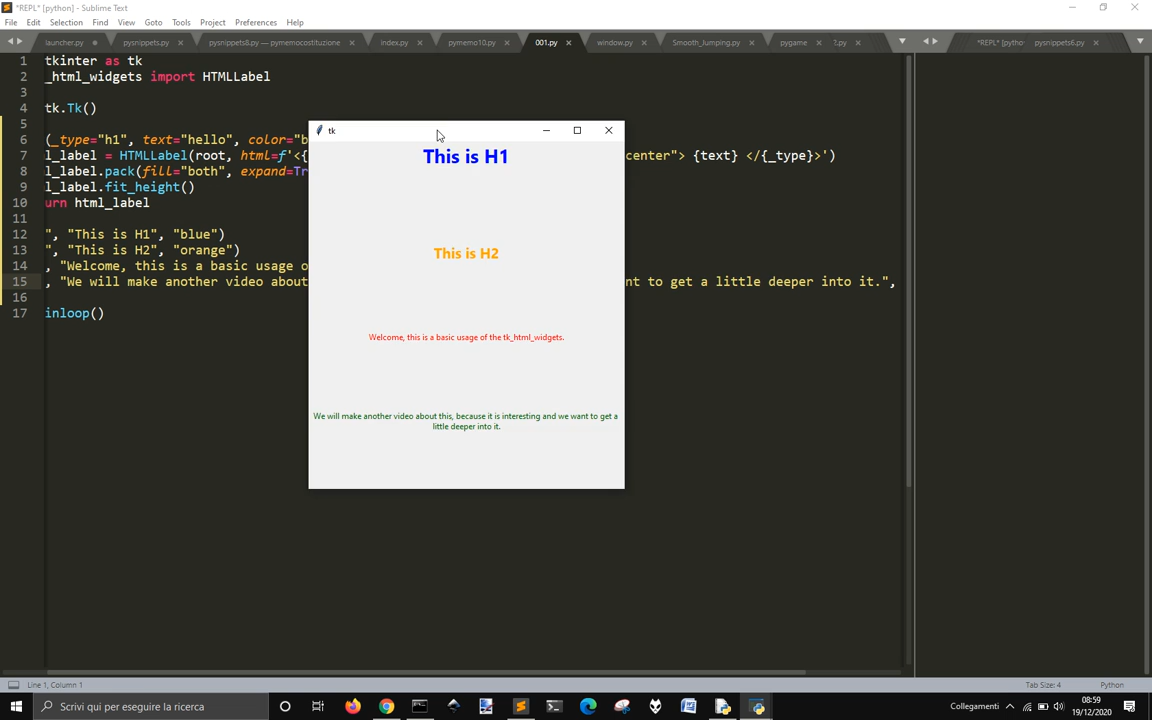 *REPL* [python] - Sublime Text
File Edit Selection Find View Goto Tools Project Preferences Help
launcher.py pysnippets.py pysnippets8.py — pymemocostituzione index.py pymemo10.py 001.py window.py Smooth_Jumping.py pygame ?.py *REPL* [pytho· pysnippets6.py
1 tkinter as tk
2 _html_widgets import HTMLLabel
3
4 tk.Tk()
5
6 (_type="h1", text="hello", color="b
7 l_label = HTMLLabel(root, html=f'<{ center"> {text} </{_type}>')
8 l_label.pack(fill="both", expand=Tr
9 l_label.fit_height()
10 urn html_label
11
12 ", "This is H1", "blue")
13 ", "This is H2", "orange")
14 , "Welcome, this is a basic usage o
15 , "We will make another video about nt to get a little deeper into it.",
16
17 inloop()
tk
This is H1
This is H2
Welcome, this is a basic usage of the tk_html_widgets.
We will make another video about this, because it is interesting and we want to get a
little deeper into it.
Line 1, Column 1 Tab Size: 4 Python
Scrivi qui per eseguire la ricerca
Collegamenti
08:59
19/12/2020